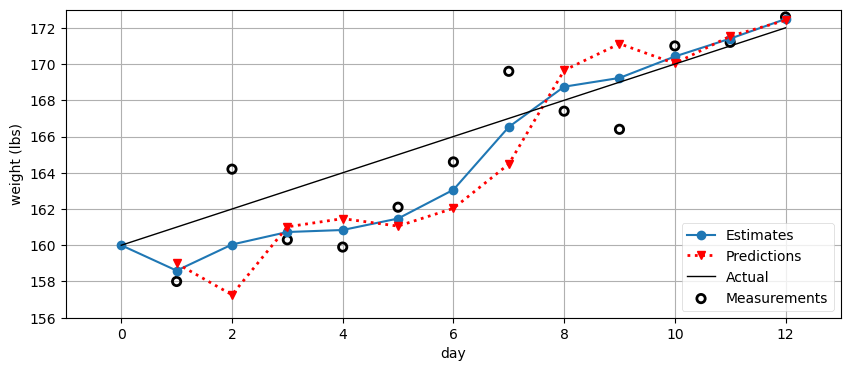 172
170
168
166
164
162
160
158
156
weight (lbs)
0 2 4 6 8 10 12
day
Estimates
Predictions
Actual
Measurements